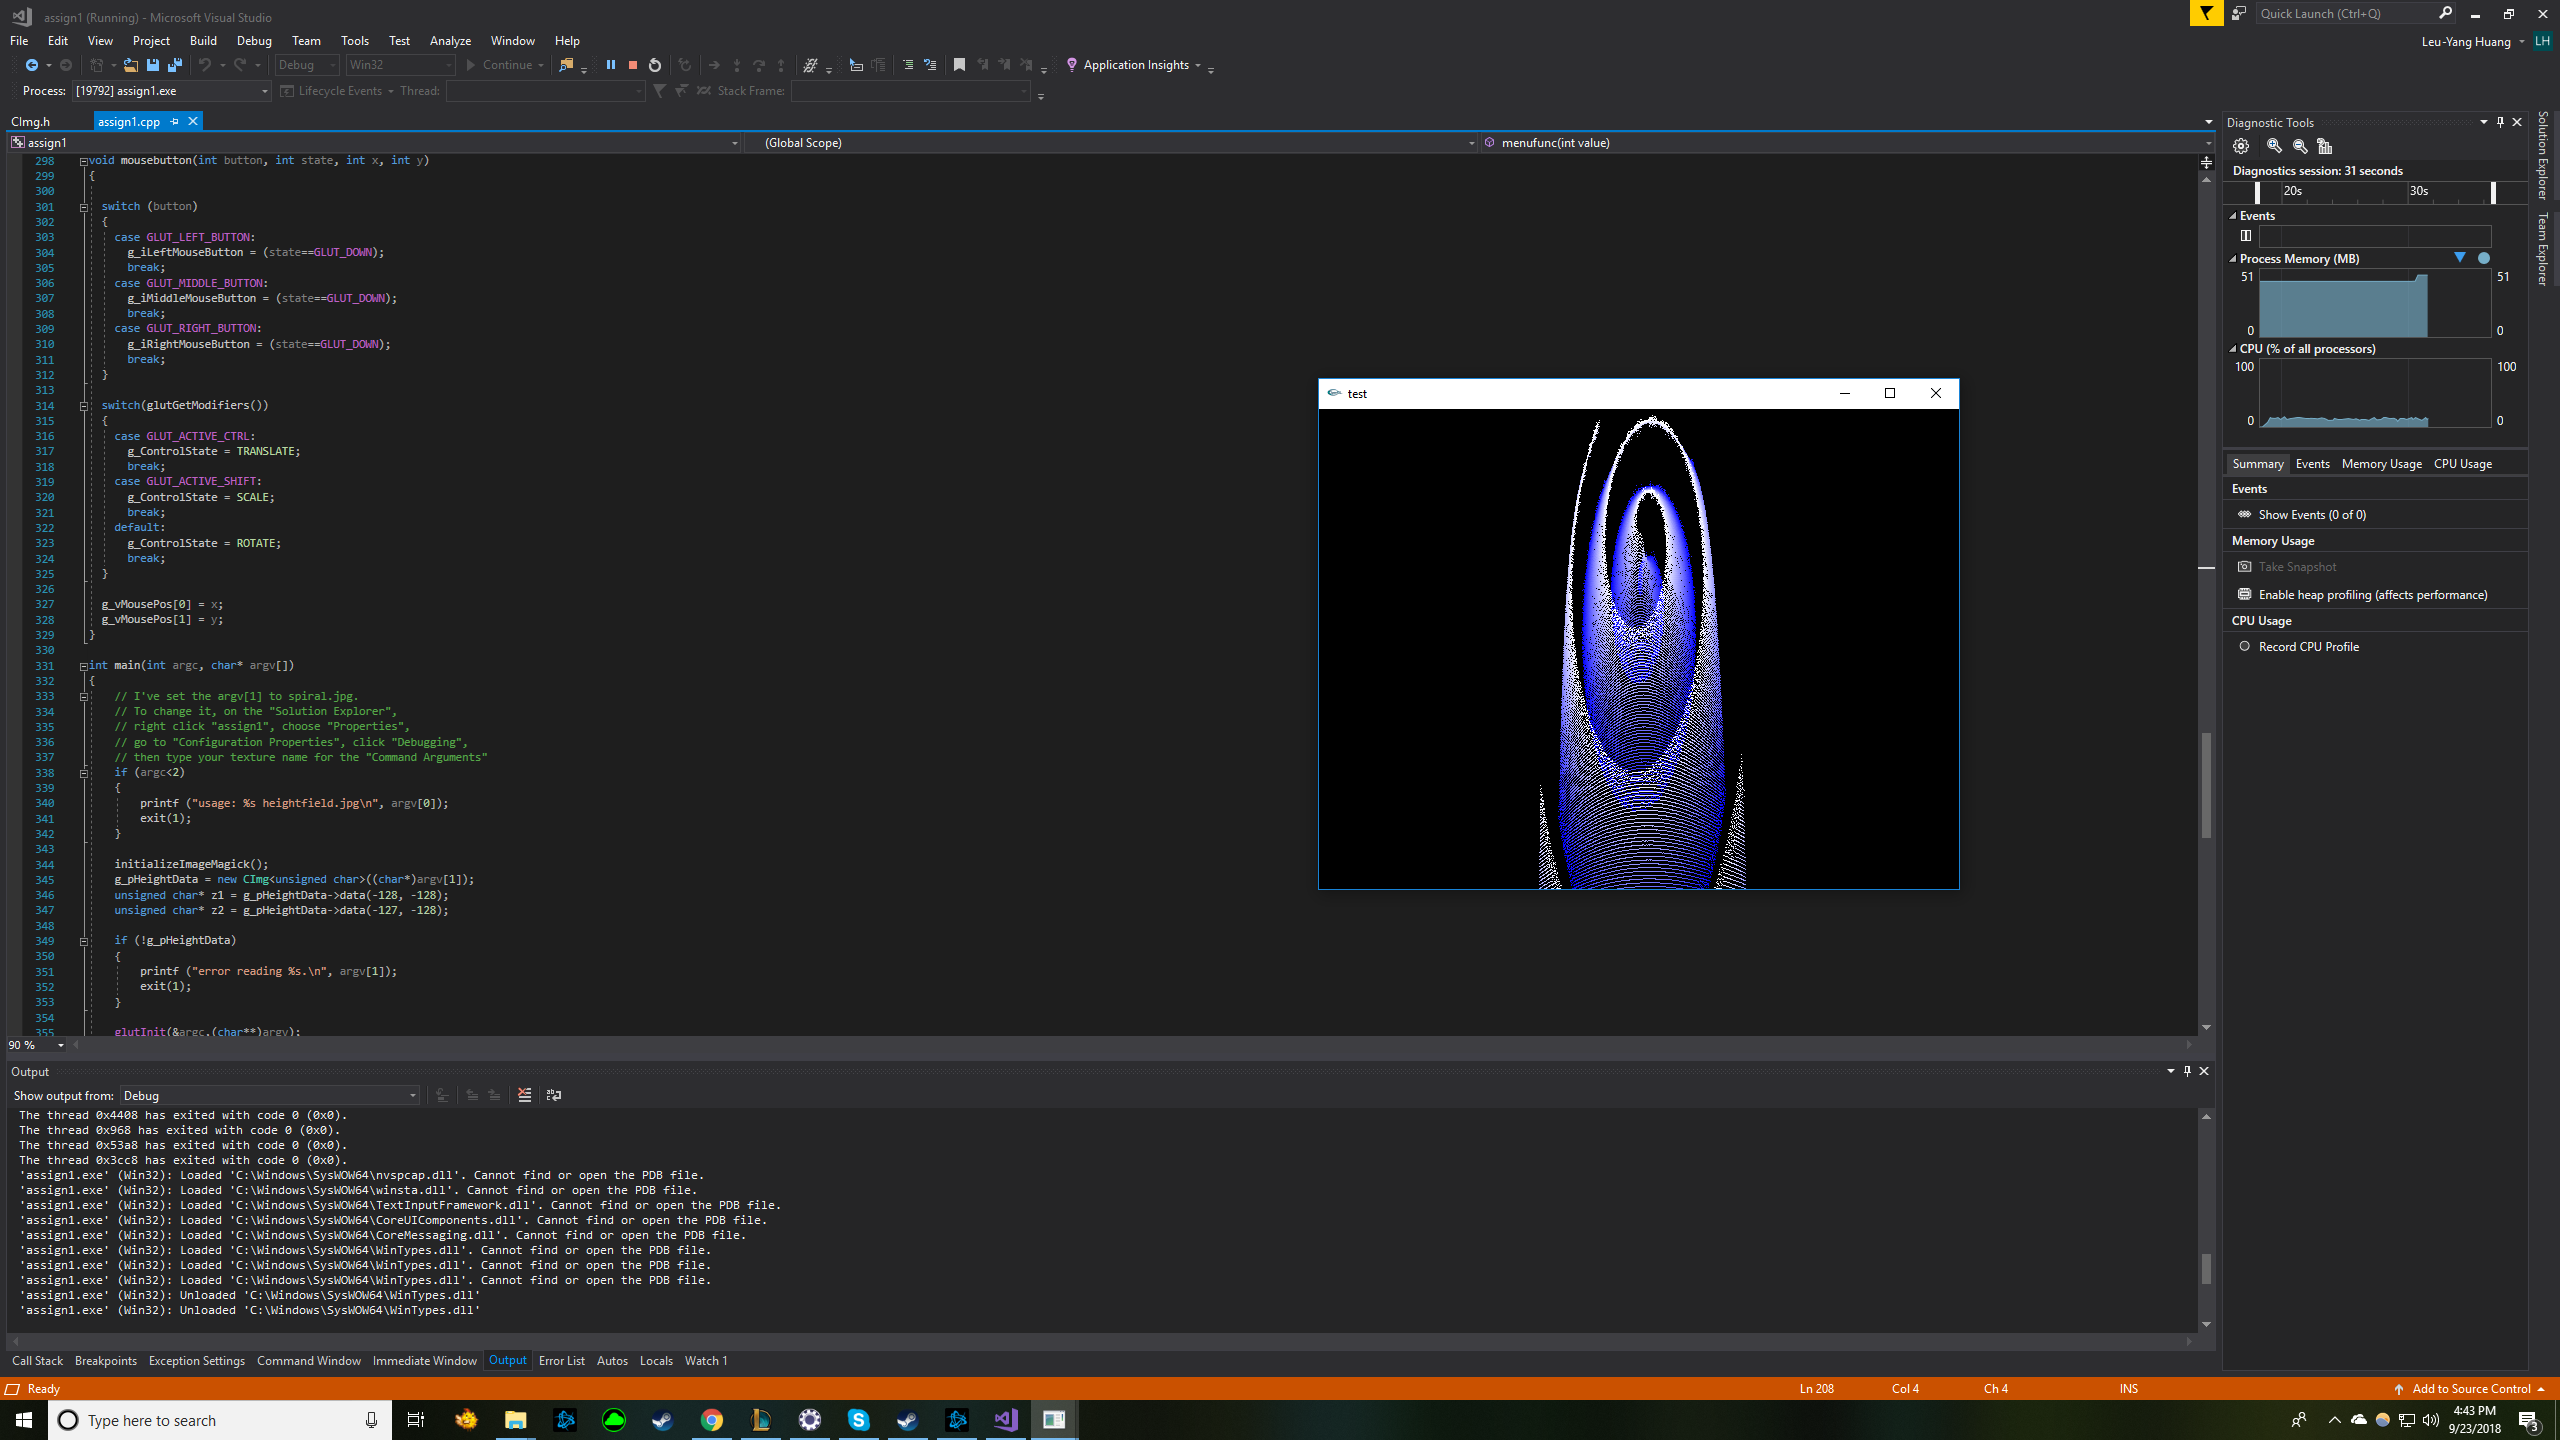 assign1 (Running) - Microsoft Visual Studio
Quick Launch (Ctrl+Q)
File Edit View Project Build Debug Team Tools Test Analyze Window Help
Leu-Yang Huang LH
Debug Win32 Continue Application Insights
Process: [19792] assign1.exe Lifecycle Events Thread: Stack Frame:
CImg.h assign1.cpp
assign1 (Global Scope) menufunc(int value)
298 void mousebutton(int button, int state, int x, int y)
299 {
300
301 switch (button)
302 {
303 case GLUT_LEFT_BUTTON:
304 g_iLeftMouseButton = (state==GLUT_DOWN);
305 break;
306 case GLUT_MIDDLE_BUTTON:
307 g_iMiddleMouseButton = (state==GLUT_DOWN);
308 break;
309 case GLUT_RIGHT_BUTTON:
310 g_iRightMouseButton = (state==GLUT_DOWN);
311 break;
312 }
313
314 switch(glutGetModifiers())
315 {
316 case GLUT_ACTIVE_CTRL:
317 g_ControlState = TRANSLATE;
318 break;
319 case GLUT_ACTIVE_SHIFT:
320 g_ControlState = SCALE;
321 break;
322 default:
323 g_ControlState = ROTATE;
324 break;
325 }
326
327 g_vMousePos[0] = x;
328 g_vMousePos[1] = y;
329 }
330
331 int main(int argc, char* argv[])
332 {
333 // I've set the argv[1] to spiral.jpg.
334 // To change it, on the "Solution Explorer",
335 // right click "assign1", choose "Properties",
336 // go to "Configuration Properties", click "Debugging",
337 // then type your texture name for the "Command Arguments"
338 if (argc<2)
339 {
340 printf ("usage: %s heightfield.jpg\n", argv[0]);
341 exit(1);
342 }
343
344 initializeImageMagick();
345 g_pHeightData = new CImg<unsigned char>((char*)argv[1]);
346 unsigned char* z1 = g_pHeightData->data(-128, -128);
347 unsigned char* z2 = g_pHeightData->data(-127, -128);
348
349 if (!g_pHeightData)
350 {
351 printf ("error reading %s.\n", argv[1]);
352 exit(1);
353 }
354
355 glutInit(&argc,(char**)argv);
90 %
test
Diagnostic Tools
Diagnostics session: 31 seconds
20s 30s
Events
Process Memory (MB)
51 51
0 0
CPU (% of all processors)
100 100
0 0
Summary Events Memory Usage CPU Usage
Events
Show Events (0 of 0)
Memory Usage
Take Snapshot
Enable heap profiling (affects performance)
CPU Usage
Record CPU Profile
Solution Explorer
Team Explorer
Output
Show output from: Debug
The thread 0x4408 has exited with code 0 (0x0).
The thread 0x968 has exited with code 0 (0x0).
The thread 0x53a8 has exited with code 0 (0x0).
The thread 0x3cc8 has exited with code 0 (0x0).
'assign1.exe' (Win32): Loaded 'C:\Windows\SysWOW64\nvspcap.dll'. Cannot find or open the PDB file.
'assign1.exe' (Win32): Loaded 'C:\Windows\SysWOW64\winsta.dll'. Cannot find or open the PDB file.
'assign1.exe' (Win32): Loaded 'C:\Windows\SysWOW64\TextInputFramework.dll'. Cannot find or open the PDB file.
'assign1.exe' (Win32): Loaded 'C:\Windows\SysWOW64\CoreUIComponents.dll'. Cannot find or open the PDB file.
'assign1.exe' (Win32): Loaded 'C:\Windows\SysWOW64\CoreMessaging.dll'. Cannot find or open the PDB file.
'assign1.exe' (Win32): Loaded 'C:\Windows\SysWOW64\WinTypes.dll'. Cannot find or open the PDB file.
'assign1.exe' (Win32): Loaded 'C:\Windows\SysWOW64\WinTypes.dll'. Cannot find or open the PDB file.
'assign1.exe' (Win32): Loaded 'C:\Windows\SysWOW64\WinTypes.dll'. Cannot find or open the PDB file.
'assign1.exe' (Win32): Unloaded 'C:\Windows\SysWOW64\WinTypes.dll'
'assign1.exe' (Win32): Unloaded 'C:\Windows\SysWOW64\WinTypes.dll'
Call Stack Breakpoints Exception Settings Command Window Immediate Window Output Error List Autos Locals Watch 1
Ready Ln 208 Col 4 Ch 4 INS Add to Source Control
Type here to search
4:43 PM
9/23/2018
3